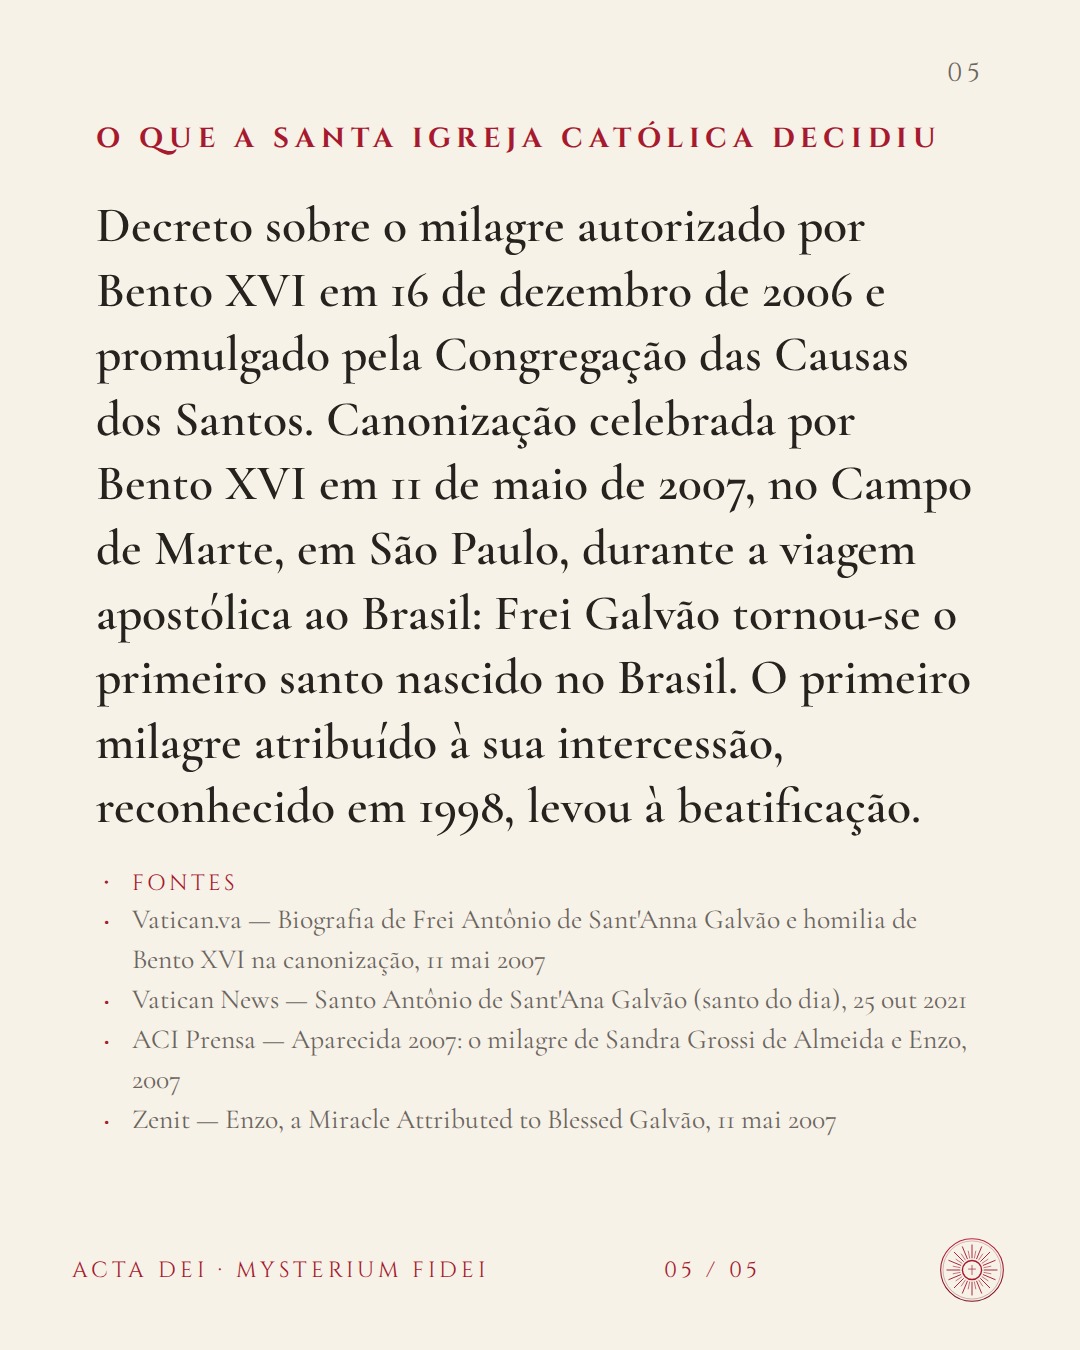 05
O QUE A SANTA IGREJA CATÓLICA DECIDIU
Decreto sobre o milagre autorizado por
Bento XVI em 16 de dezembro de 2006 e
promulgado pela Congregação das Causas
dos Santos. Canonização celebrada por
Bento XVI em 11 de maio de 2007, no Campo
de Marte, em São Paulo, durante a viagem
apostólica ao Brasil: Frei Galvão tornou-se o
primeiro santo nascido no Brasil. O primeiro
milagre atribuído à sua intercessão,
reconhecido em 1998, levou à beatificação.
· FONTES
· Vatican.va — Biografia de Frei Antônio de Sant'Anna Galvão e homilia de
Bento XVI na canonização, 11 mai 2007
· Vatican News — Santo Antônio de Sant'Ana Galvão (santo do dia), 25 out 2021
· ACI Prensa — Aparecida 2007: o milagre de Sandra Grossi de Almeida e Enzo,
2007
· Zenit — Enzo, a Miracle Attributed to Blessed Galvão, 11 mai 2007
ACTA DEI · MYSTERIUM FIDEI
05 / 05